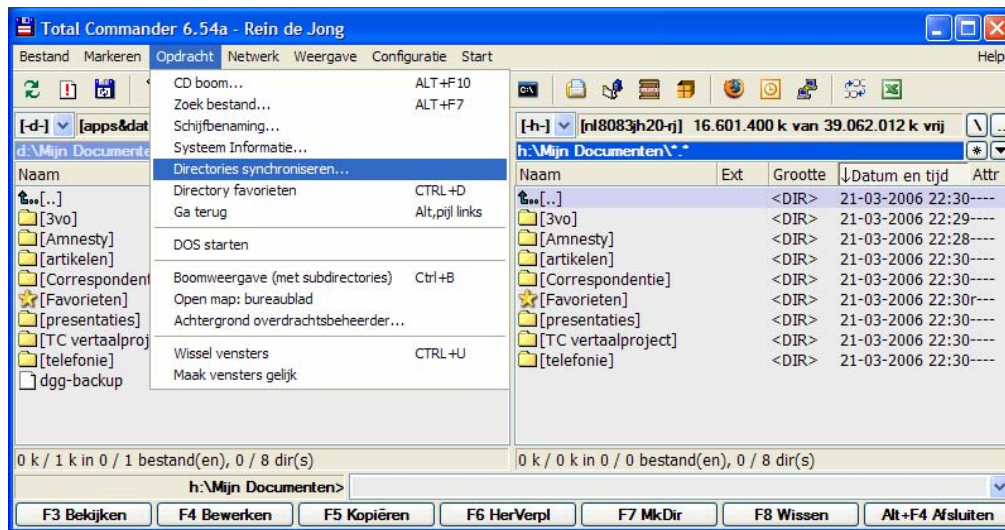 Total Commander 6.54a - Rein de Jong
Bestand Markeren Opdracht Netwerk Weergave Configuratie Start Help
CD boom... ALT+F10
Zoek bestand... ALT+F7
Schijfbenaming...
Systeem Informatie...
Directories synchroniseren...
Directory favorieten CTRL+D
Ga terug Alt,pijl links
DOS starten
Boomweergave (met subdirectories) Ctrl+B
Open map: bureaublad
Achtergrond overdrachtsbeheerder...
Wissel vensters CTRL+U
Maak vensters gelijk
[-d-] [apps&dat
d:\Mijn Documente
Naam
[..]
[3vo]
[Amnesty]
[artikelen]
[Correspondent
[Favorieten]
[presentaties]
[TC vertaalproj
[telefonie]
dgg-backup
0 k / 1 k in 0 / 1 bestand(en), 0 / 8 dir(s)
[-h-] [nl8083jh20-rj] 16.601.400 k van 39.062.012 k vrij \ ..
h:\Mijn Documenten\*.* *
Naam Ext Grootte ↓Datum en tijd Attr
[..] <DIR> 21-03-2006 22:30----
[3vo] <DIR> 21-03-2006 22:29----
[Amnesty] <DIR> 21-03-2006 22:28----
[artikelen] <DIR> 21-03-2006 22:30----
[Correspondentie] <DIR> 21-03-2006 22:30----
[Favorieten] <DIR> 21-03-2006 22:30r---
[presentaties] <DIR> 21-03-2006 22:30----
[TC vertaalproject] <DIR> 21-03-2006 22:30----
[telefonie] <DIR> 21-03-2006 22:30----
0 k / 0 k in 0 / 0 bestand(en), 0 / 8 dir(s)
h:\Mijn Documenten>
F3 Bekijken F4 Bewerken F5 Kopiëren F6 HerVerpl F7 MkDir F8 Wissen Alt+F4 Afsluiten